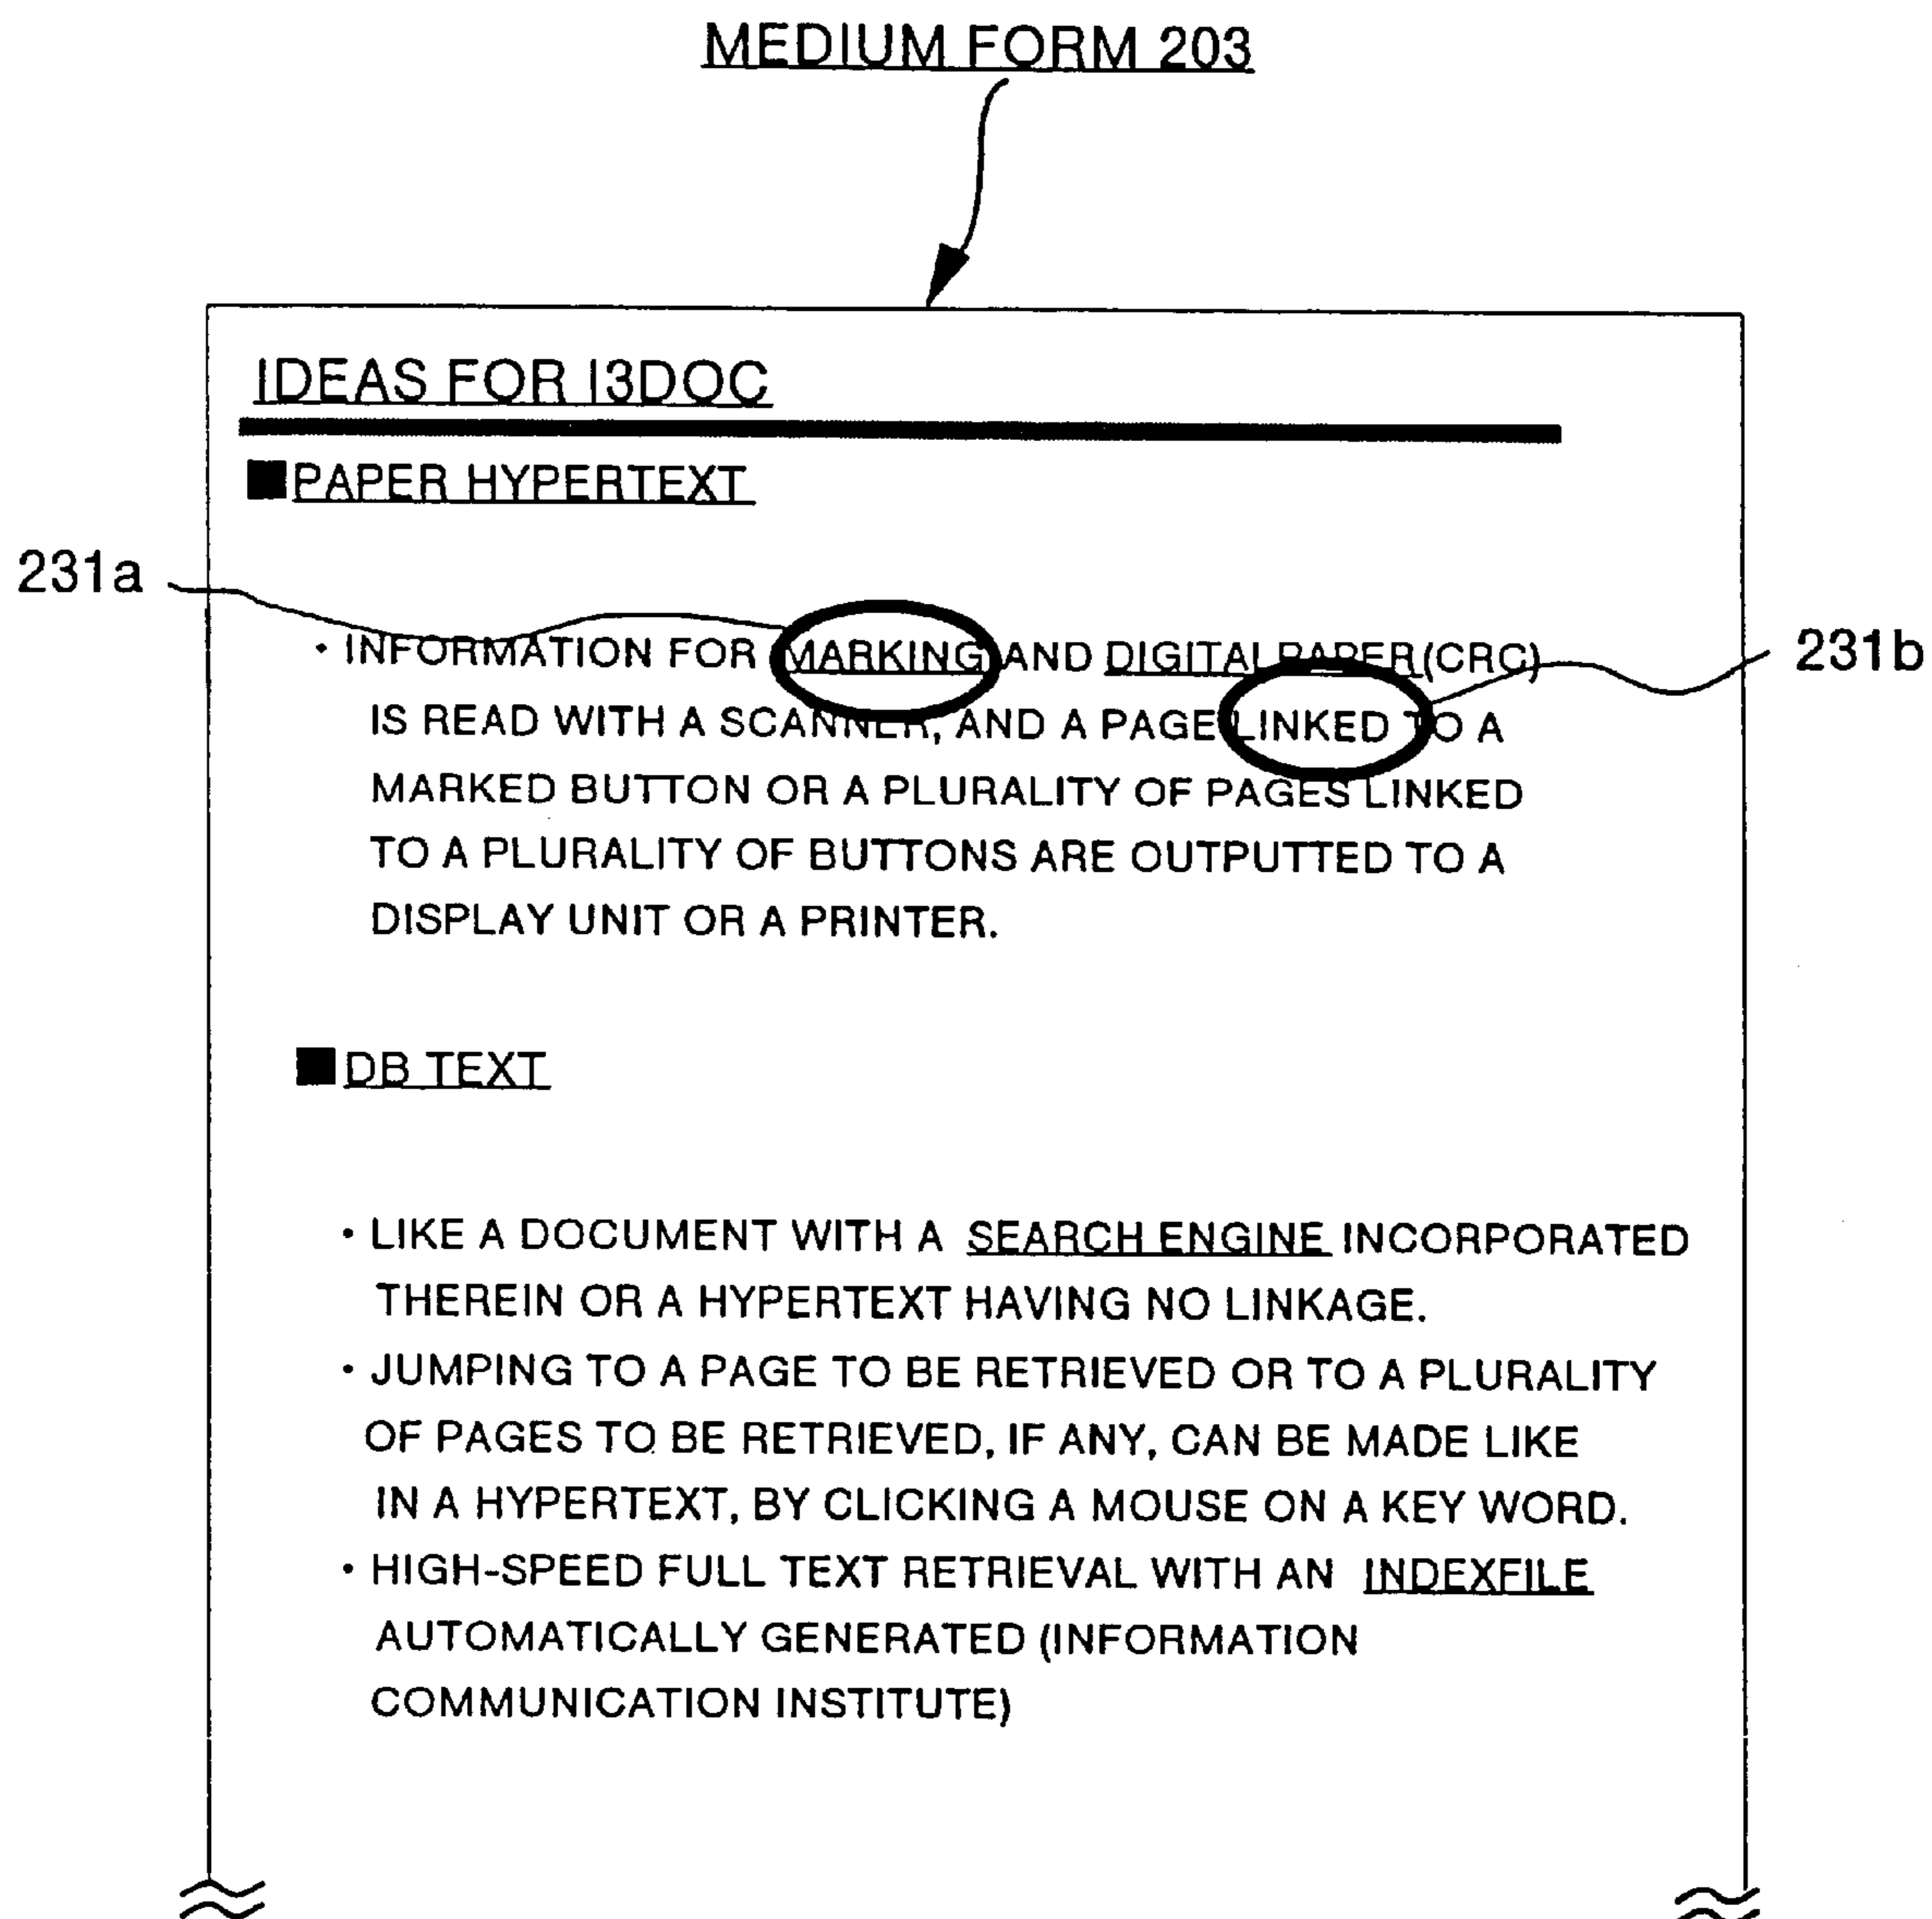 MEDIUM FORM 203
IDEAS FOR I3DOC
■PAPER HYPERTEXT
231a
• INFORMATION FOR MARKING AND DIGITAL PAPER(CRC)
231b
IS READ WITH A SCANNER, AND A PAGE LINKED TO A
MARKED BUTTON OR A PLURALITY OF PAGES LINKED
TO A PLURALITY OF BUTTONS ARE OUTPUTTED TO A
DISPLAY UNIT OR A PRINTER.
■DB TEXT
• LIKE A DOCUMENT WITH A SEARCH ENGINE INCORPORATED
THEREIN OR A HYPERTEXT HAVING NO LINKAGE.
• JUMPING TO A PAGE TO BE RETRIEVED OR TO A PLURALITY
OF PAGES TO BE RETRIEVED, IF ANY, CAN BE MADE LIKE
IN A HYPERTEXT, BY CLICKING A MOUSE ON A KEY WORD.
• HIGH-SPEED FULL TEXT RETRIEVAL WITH AN INDEXFILE
AUTOMATICALLY GENERATED (INFORMATION
COMMUNICATION INSTITUTE)